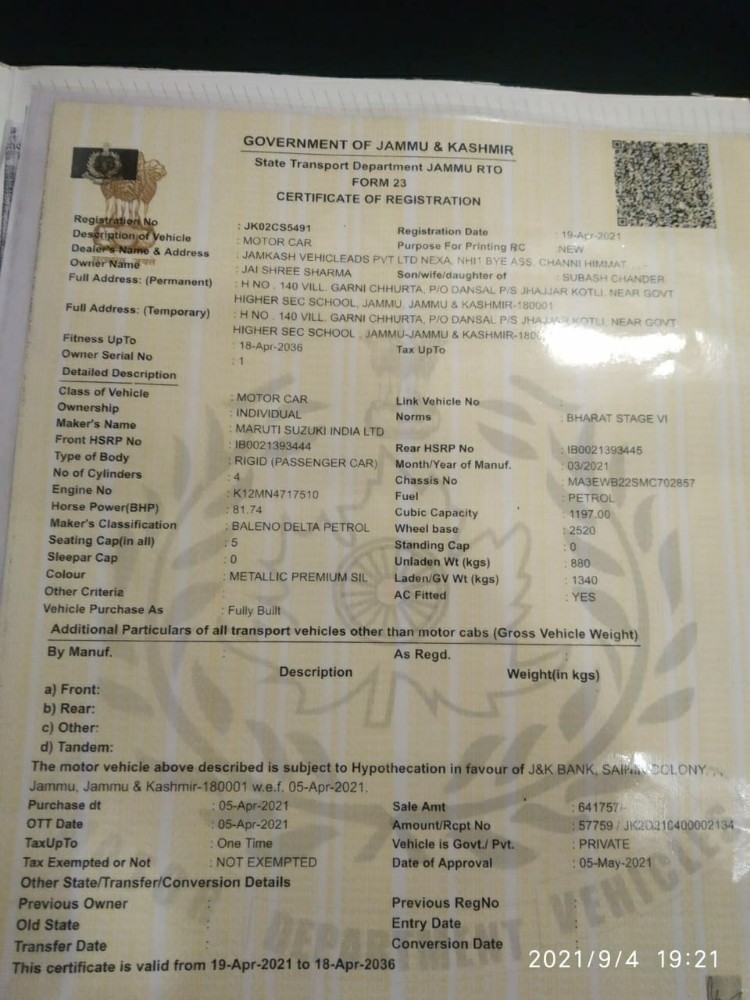 GOVERNMENT OF JAMMU & KASHMIR
State Transport Department JAMMU RTO
FORM 23
CERTIFICATE OF REGISTRATION
Registration No : JK02CS5491 Registration Date 19-Apr-2021
Description of Vehicle : MOTOR CAR Purpose For Printing RC NEW
Dealer's Name & Address : JAMKASH VEHICLEADS PVT LTD NEXA, NHI1 BYE ASS, CHANNI HIMMAT
Owner Name : JAI SHREE SHARMA Son/wife/daughter of : SUBASH CHANDER
Full Address: (Permanent) : H NO . 140 VILL. GARNI CHHURTA, P/O DANSAL P/S JHAJJAR KOTLI, NEAR GOVT
HIGHER SEC SCHOOL, JAMMU, JAMMU & KASHMIR-180001
Full Address: (Temporary) : H NO . 140 VILL. GARNI CHHURTA, P/O DANSAL P/S JHAJJAR KOTLI, NEAR GOVT
HIGHER SEC SCHOOL , JAMMU-JAMMU & KASHMIR-180
Fitness UpTo : 18-Apr-2036 Tax UpTo
Owner Serial No : 1
Detailed Description
Class of Vehicle : MOTOR CAR Link Vehicle No :
Ownership : INDIVIDUAL Norms : BHARAT STAGE VI
Maker's Name : MARUTI SUZUKI INDIA LTD
Front HSRP No : IB0021393444 Rear HSRP No : IB0021393445
Type of Body : RIGID (PASSENGER CAR) Month/Year of Manuf. : 03/2021
No of Cylinders : 4 Chassis No : MA3EWB22SMC702857
Engine No : K12MN4717510 Fuel : PETROL
Horse Power(BHP) : 81.74 Cubic Capacity : 1197.00
Maker's Classification : BALENO DELTA PETROL Wheel base : 2520
Seating Cap(in all) : 5 Standing Cap : 0
Sleepar Cap : 0 Unladen Wt (kgs) : 880
Colour : METALLIC PREMIUM SIL Laden/GV Wt (kgs) : 1340
Other Criteria : AC Fitted : YES
Vehicle Purchase As : Fully Built
Additional Particulars of all transport vehicles other than motor cabs (Gross Vehicle Weight)
By Manuf. : As Regd. :
Description Weight(in kgs)
a) Front:
b) Rear:
c) Other:
d) Tandem:
The motor vehicle above described is subject to Hypothecation in favour of J&K BANK, COLONY,
Jammu, Jammu & Kashmir-180001 w.e.f. 05-Apr-2021.
Purchase dt : 05-Apr-2021 Sale Amt : 641757/-
OTT Date : 05-Apr-2021 Amount/Rcpt No : 57759 / JK2D210400002134
TaxUpTo : One Time Vehicle is Govt./ Pvt. : PRIVATE
Tax Exempted or Not : NOT EXEMPTED Date of Approval : 05-May-2021
Other State/Transfer/Conversion Details
Previous Owner : Previous RegNo :
Old State : Entry Date :
Transfer Date : Conversion Date :
This certificate is valid from 19-Apr-2021 to 18-Apr-2036
DEPARTMENT VEHICLES
2021/9/4 19:21